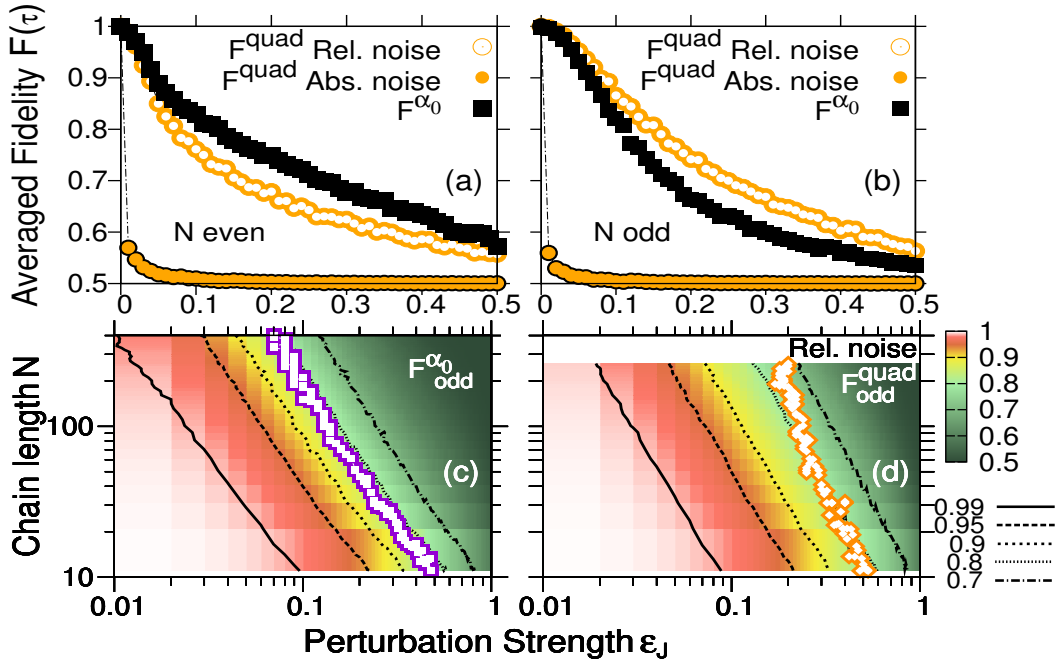 Averaged Fidelity F(τ)
1
0.9
0.8
0.7
0.6
0.5
F^quad Rel. noise
F^quad Abs. noise
F^α0
(a)
N even
0
0.1
0.2
0.3
0.4
0.5
F^quad Rel. noise
F^quad Abs. noise
F^α0
(b)
N odd
0
0.1
0.2
0.3
0.4
0.5
Chain length N
100
10
F^α0_odd
(c)
0.01
0.1
1
Rel. noise
F^quad_odd
(d)
0.01
0.1
1
1
0.9
0.8
0.7
0.6
0.5
0.99
0.95
0.9
0.8
0.7
Perturbation Strength ε_J